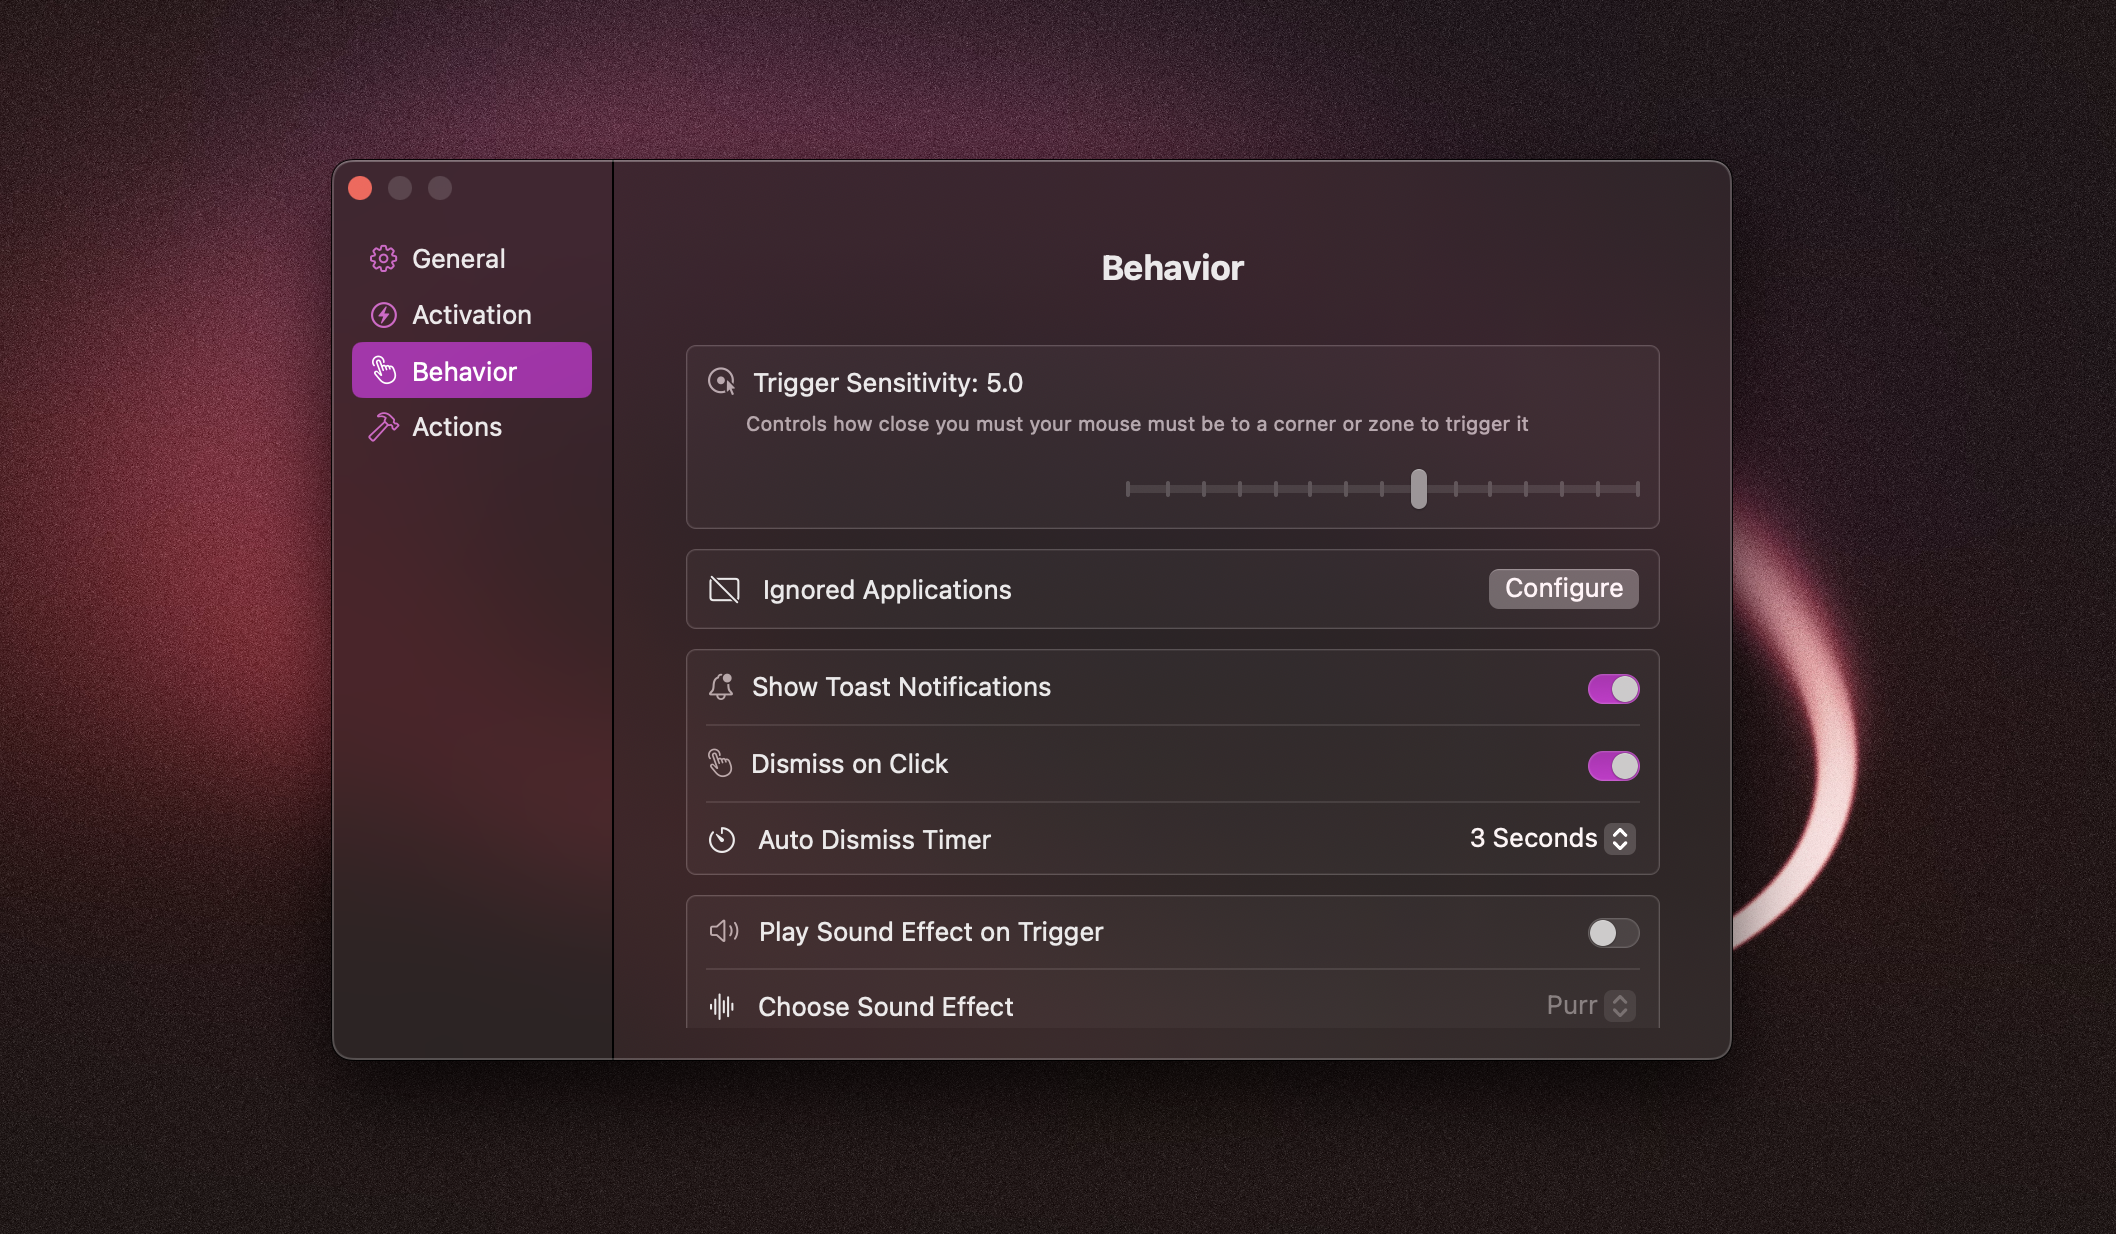 General
Activation
Behavior
Actions
Behavior
Trigger Sensitivity: 5.0
Controls how close you must your mouse must be to a corner or zone to trigger it
Ignored Applications
Configure
Show Toast Notifications
Dismiss on Click
Auto Dismiss Timer
3 Seconds
Play Sound Effect on Trigger
Choose Sound Effect
Purr